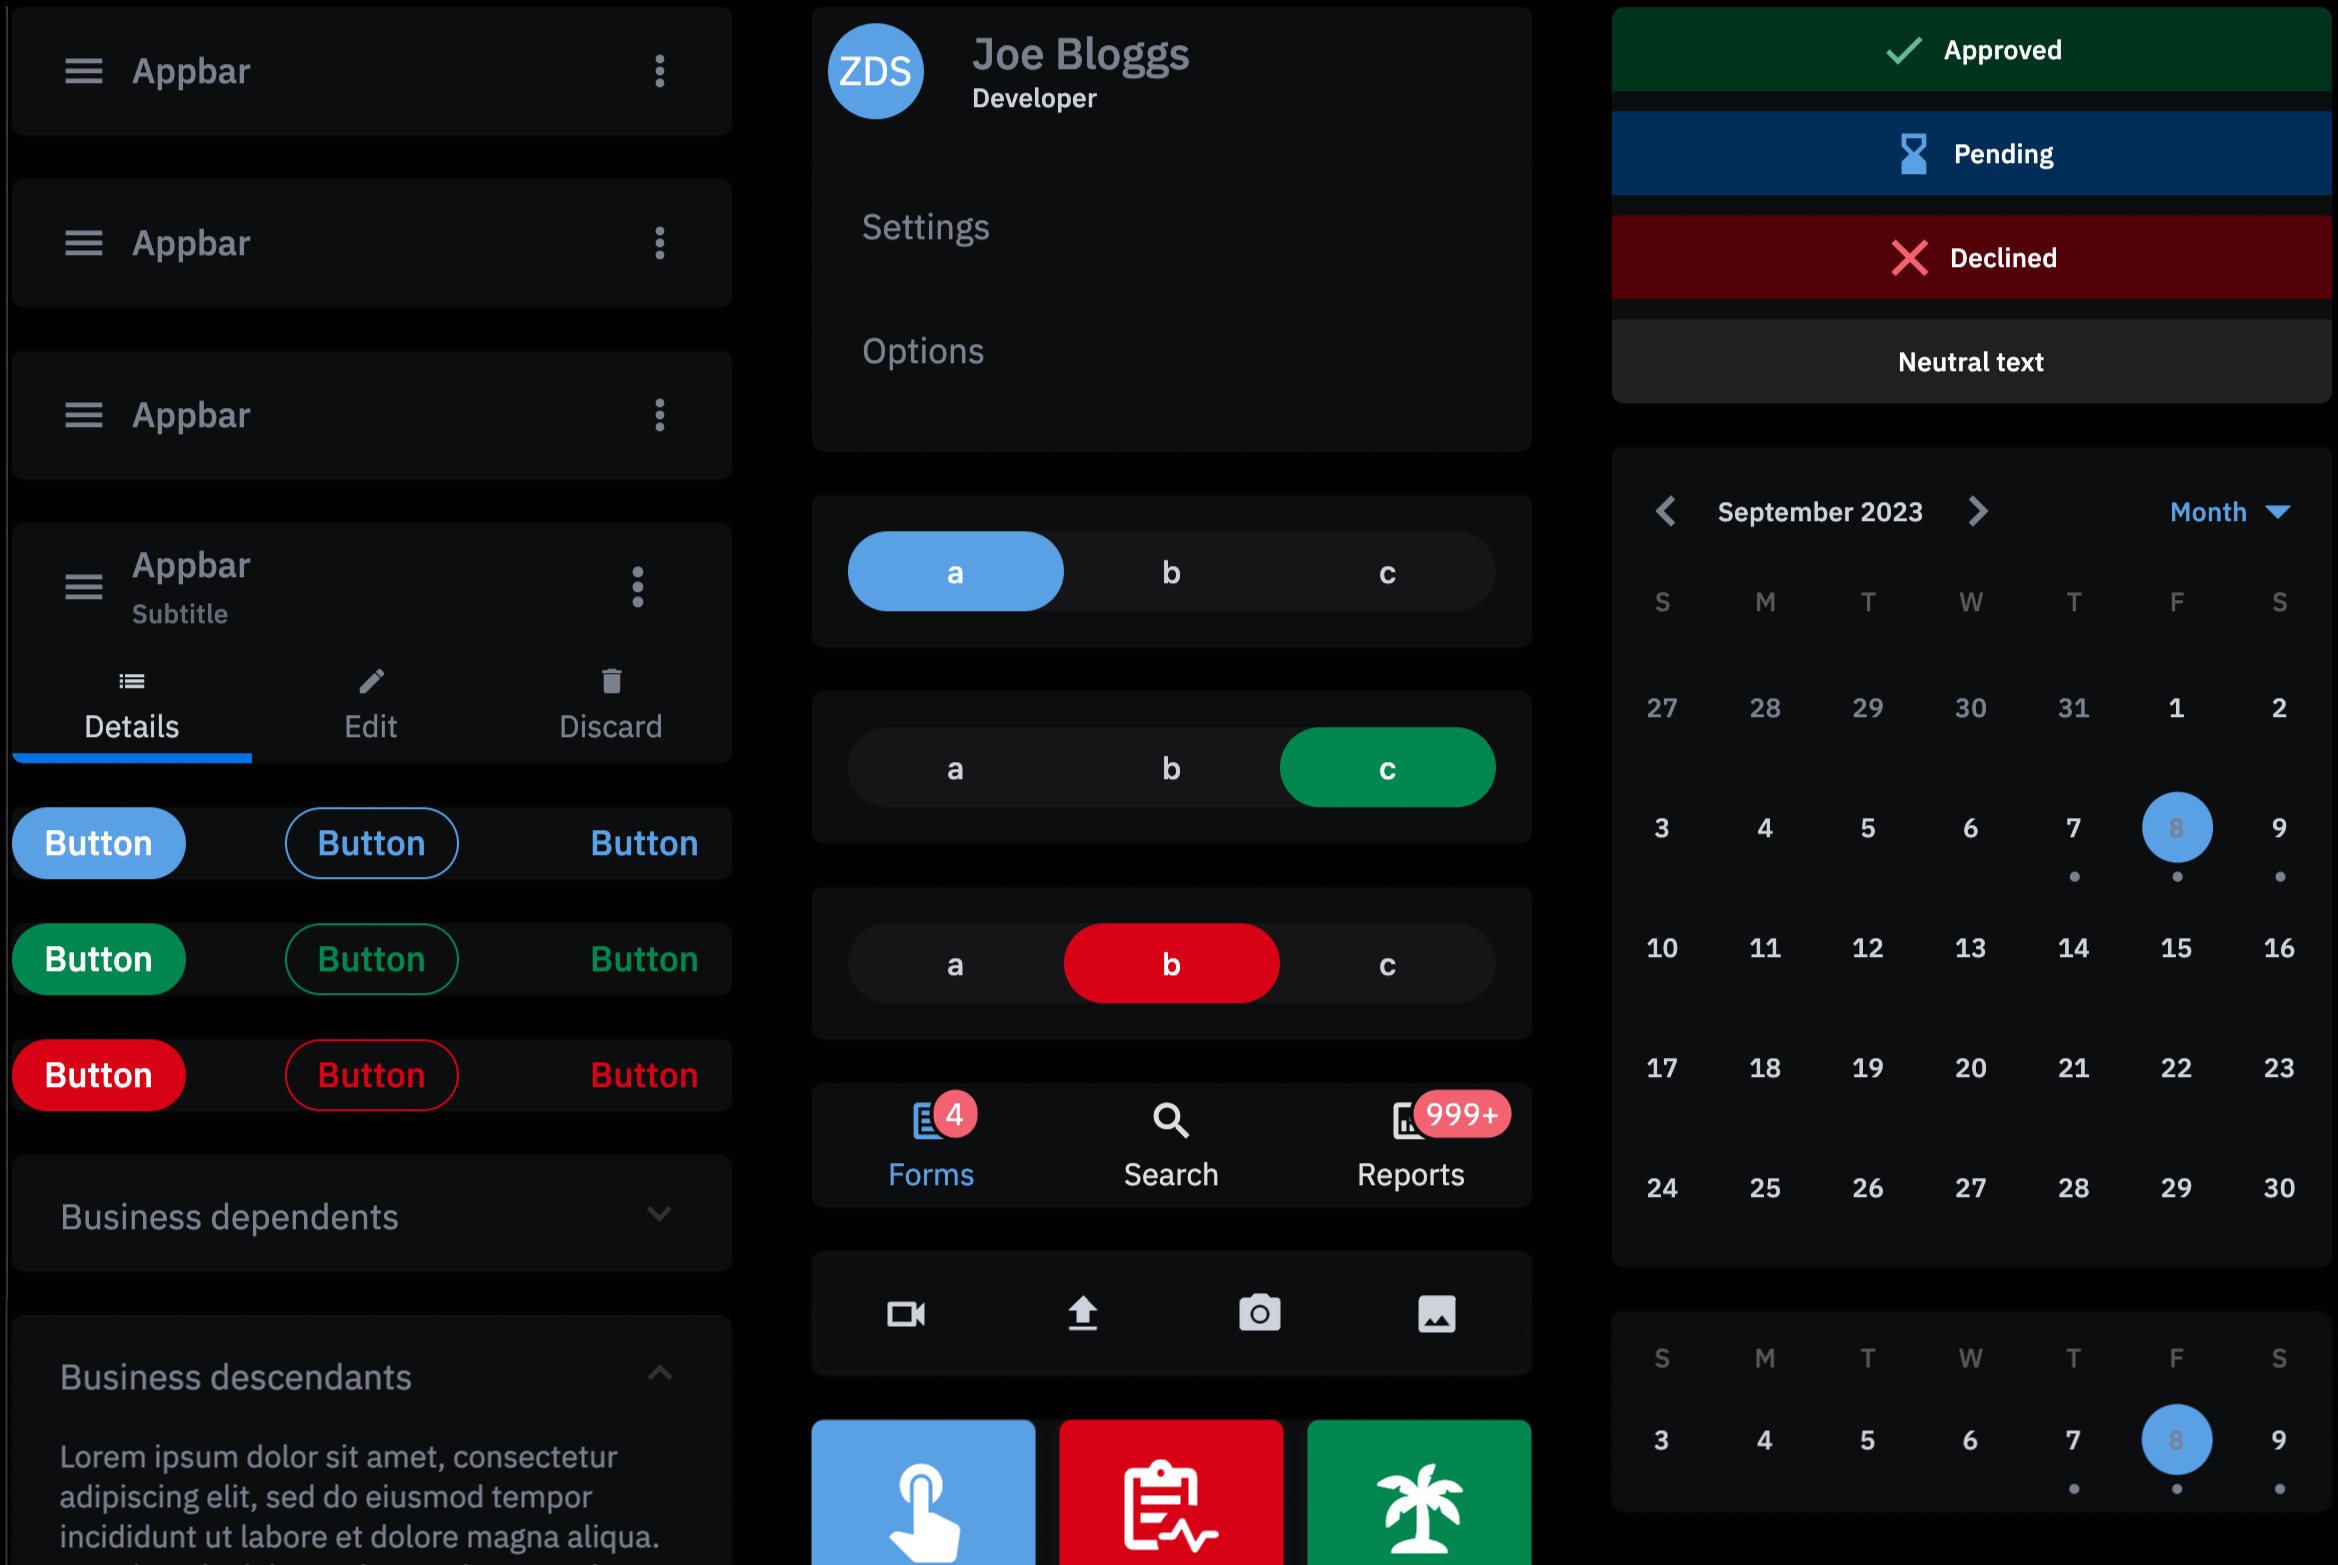 Appbar
Appbar
Appbar
Appbar
Subtitle
Details Edit Discard
Button Button Button
Button Button Button
Button Button Button
Business dependents
Business descendants
Lorem ipsum dolor sit amet, consectetur
adipiscing elit, sed do eiusmod tempor
incididunt ut labore et dolore magna aliqua.
ZDS
Joe Bloggs
Developer
Settings
Options
a b c
a b c
a b c
4 999+
Forms Search Reports
Approved
Pending
Declined
Neutral text
September 2023 Month
S M T W T F S
27 28 29 30 31 1 2
3 4 5 6 7 8 9
10 11 12 13 14 15 16
17 18 19 20 21 22 23
24 25 26 27 28 29 30
S M T W T F S
3 4 5 6 7 8 9